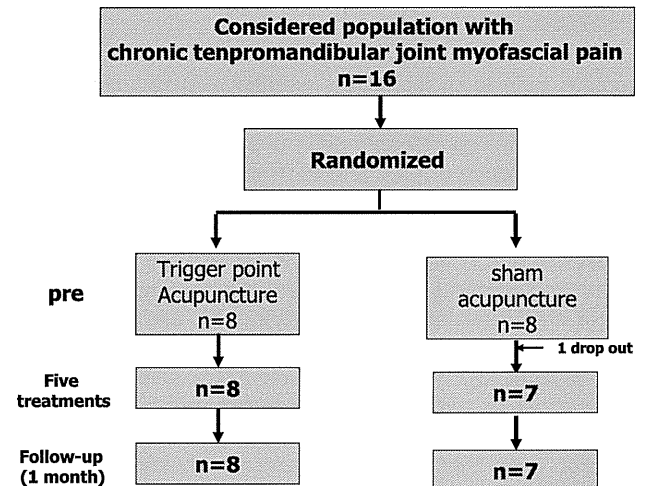 Considered population with
chronic tenpromandibular joint myofascial pain
n=16
Randomized
Trigger point
Acupuncture
n=8
sham
acupuncture
n=8
pre
1 drop out
Five
treatments
n=8
n=7
Follow-up
(1 month)
n=8
n=7